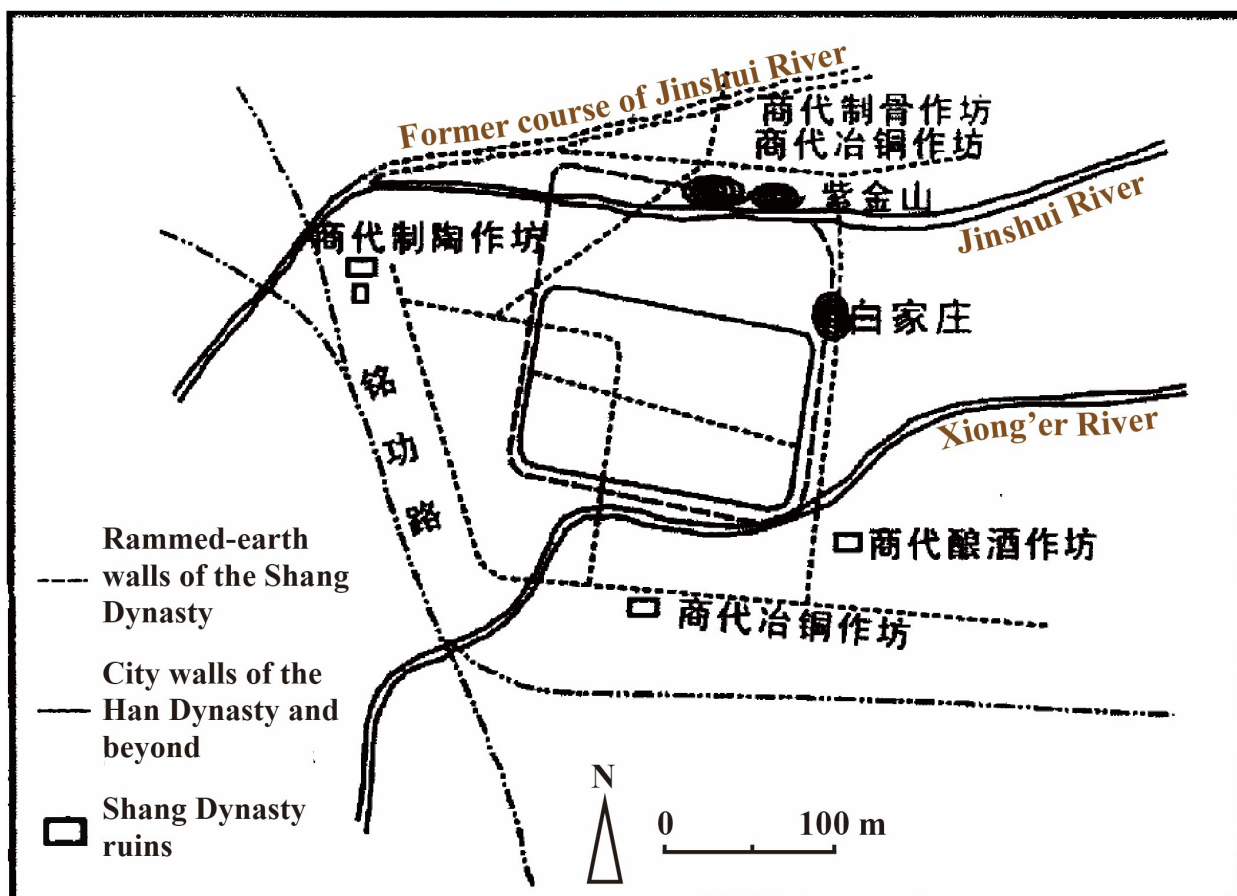 Former course of Jinshui River
商代制骨作坊
商代冶铜作坊
紫金山
Jinshui River
商代制陶作坊
白家庄
铭功路
Xiong'er River
商代酿酒作坊
商代冶铜作坊
Rammed-earth
walls of the Shang
Dynasty
City walls of the
Han Dynasty and
beyond
Shang Dynasty
ruins
N
0 100 m